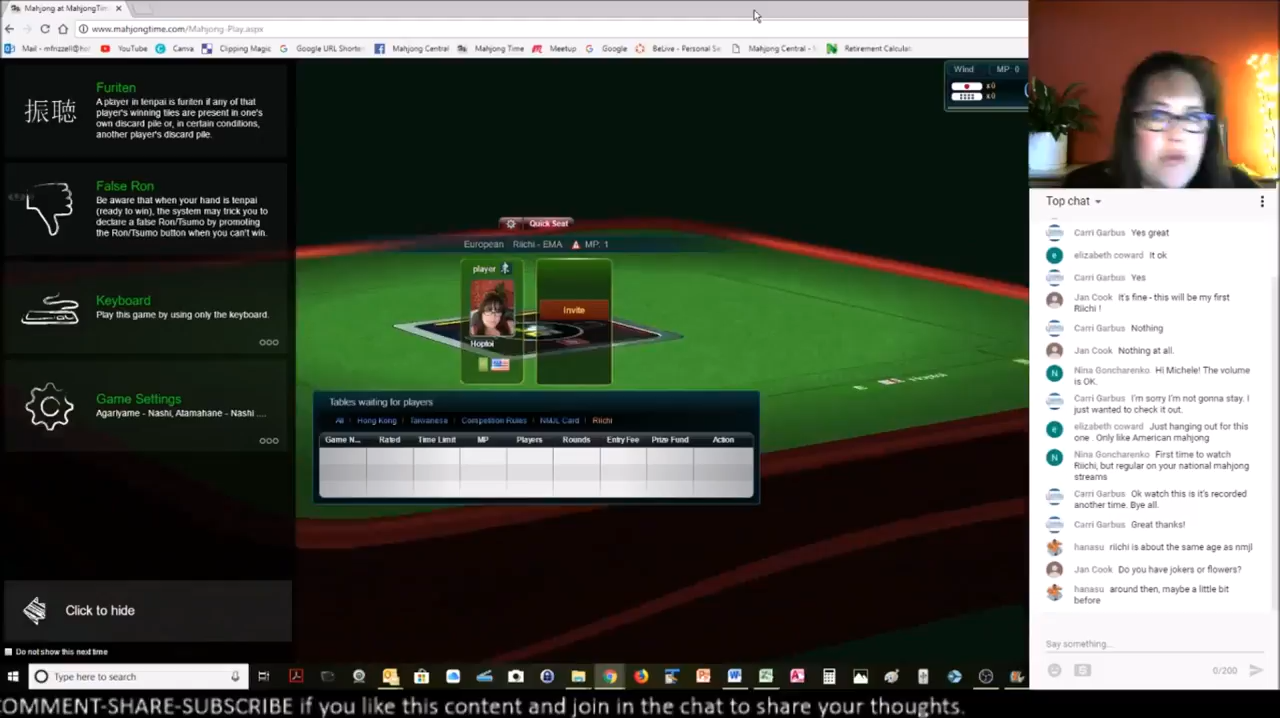 Mahjong at MahjongTime
www.mahjongtime.com/Mahjong-Play.aspx
Mail - mfrizzell@ho YouTube Canva Clipping Magic Google URL Shorte Mahjong Central Mahjong Time Meetup Google BeLive - Personal Se Mahjong Central - Retirement Calculat
振聴
Furiten
A player in tenpai is furiten if any of that
player's winning tiles are present in one's
own discard pile or, in certain conditions,
another player's discard pile.
False Ron
Be aware that when your hand is tenpai
(ready to win), the system may trick you to
declare a false Ron/Tsumo by promoting
the Ron/Tsumo button when you can't win.
Keyboard
Play this game by using only the keyboard.
Game Settings
Agariyame - Nashi, Atamahane - Nashi ....
Click to hide
Do not show this next time
Wind MP: 0
x0
x0
Quick Seat
European Riichi - EMA MP: 1
player
Hoploi
Invite
Tables waiting for players
All Hong Kong Taiwanese Competition Rules NMJL Card Riichi
Game N... Rated Time Limit MP Players Rounds Entry Fee Prize Fund Action
Top chat
Carri Garbus Yes great
elizabeth coward It ok
Carri Garbus Yes
Jan Cook It's fine - this will be my first
Riichi !
Carri Garbus Nothing
Jan Cook Nothing at all.
Nina Goncharenko Hi Michele! The volume
is OK.
Carri Garbus I'm sorry I'm not gonna stay. I
just wanted to check it out.
elizabeth coward Just hanging out for this
one . Only like American mahjong
Nina Goncharenko First time to watch
Riichi, but regular on your national mahjong
streams
Carri Garbus Ok watch this is it's recorded
another time. Bye all.
Carri Garbus Great thanks!
hanasu riichi is about the same age as nmjl
Jan Cook Do you have jokers or flowers?
hanasu around then, maybe a little bit
before
Say something...
0/200
Type here to search
COMMENT-SHARE-SUBSCRIBE if you like this content and join in the chat to share your thoughts.